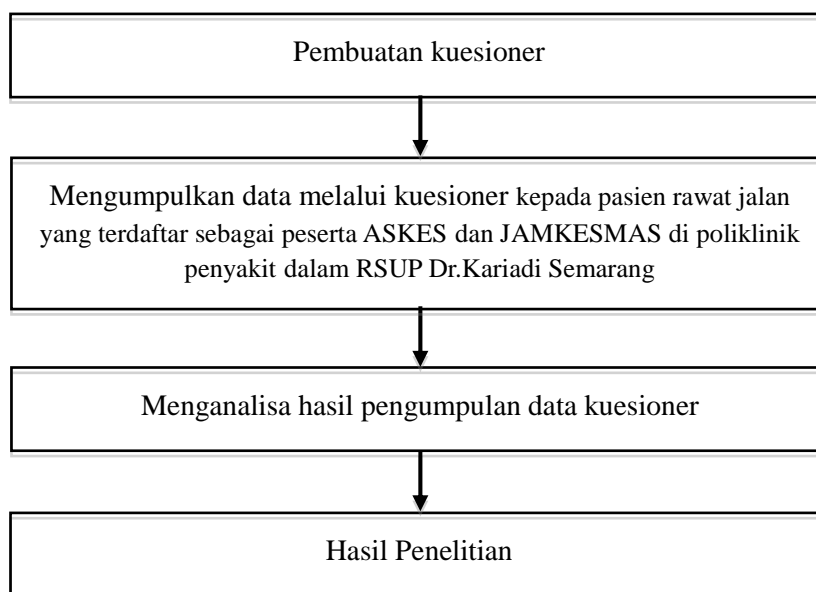 Pembuatan kuesioner
Mengumpulkan data melalui kuesioner kepada pasien rawat jalan
yang terdaftar sebagai peserta ASKES dan JAMKESMAS di poliklinik
penyakit dalam RSUP Dr.Kariadi Semarang
Menganalisa hasil pengumpulan data kuesioner
Hasil Penelitian